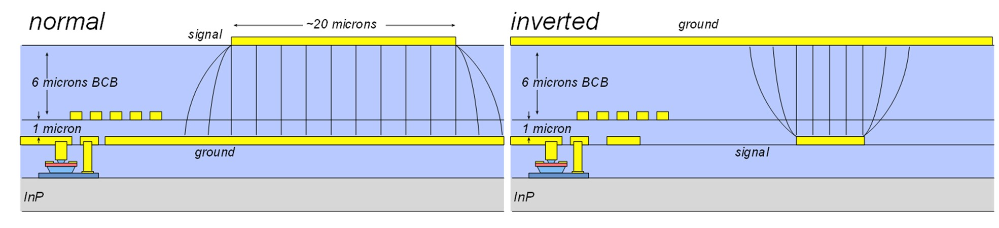 normal
signal
~20 microns
6 microns BCB
1 micron
ground
InP
inverted
ground
6 microns BCB
1 micron
signal
InP